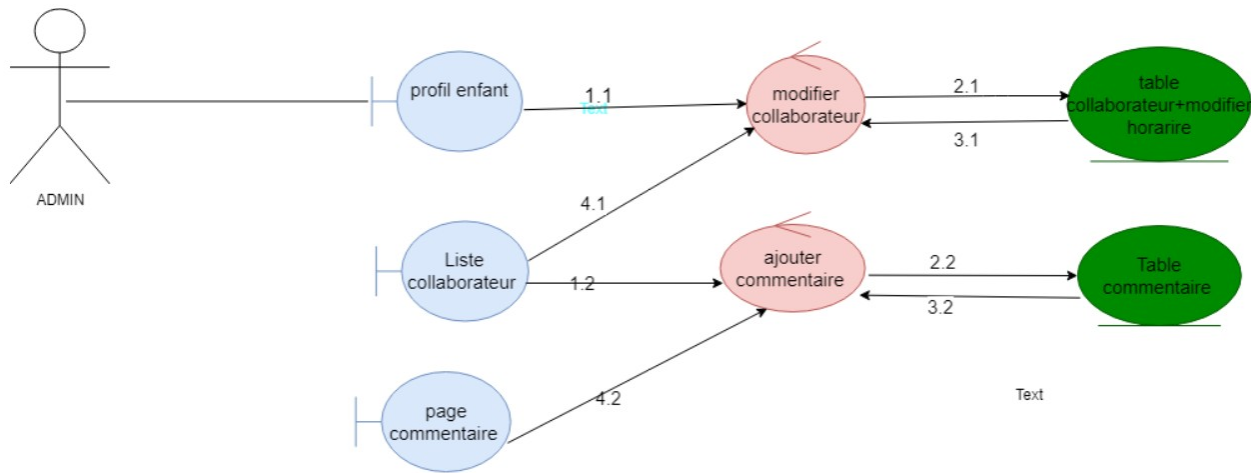 profil enfant
1.1
Text
modifier
collaborateur
2.1
3.1
table
collaborateur+modifier
horarire
ADMIN
4.1
Liste
collaborateur
1.2
ajouter
commentaire
2.2
3.2
Table
commentaire
page
commentaire
4.2
Text